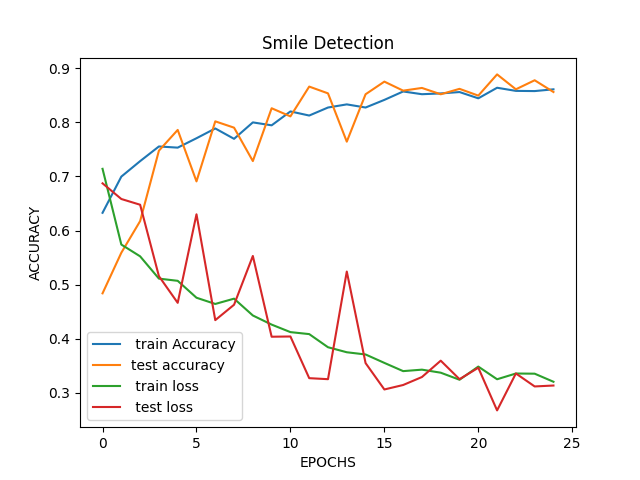 Smile Detection
ACCURACY
0.9
0.8
0.7
0.6
0.5
0.4
0.3
train Accuracy
test accuracy
train loss
test loss
0 5 10 15 20 25
EPOCHS